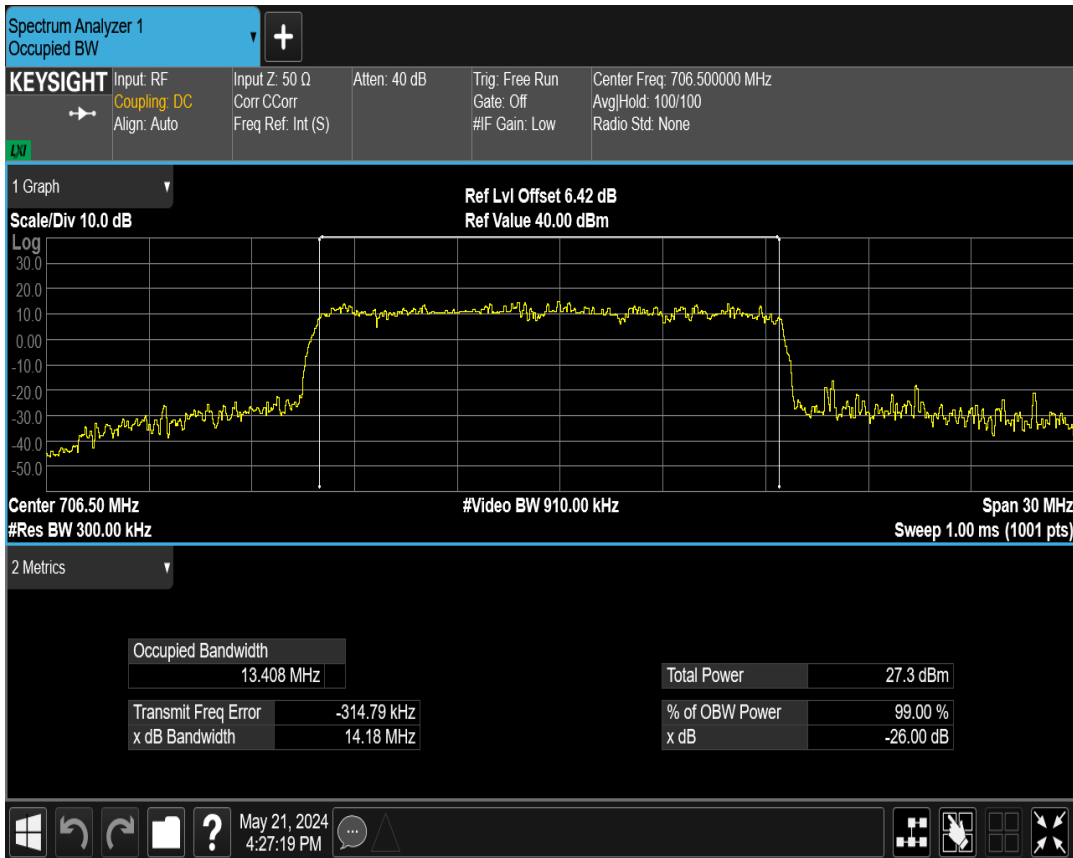 Spectrum Analyzer 1
Occupied BW
+
KEYSIGHT
LXI
Input: RF
Coupling: DC
Align: Auto
Input Z: 50 Ω
Corr CCorr
Freq Ref: Int (S)
Atten: 40 dB
Trig: Free Run
Gate: Off
#IF Gain: Low
Center Freq: 706.500000 MHz
Avg|Hold: 100/100
Radio Std: None
1 Graph
Scale/Div 10.0 dB
Ref Lvl Offset 6.42 dB
Ref Value 40.00 dBm
Log
30.0
20.0
10.0
0.00
-10.0
-20.0
-30.0
-40.0
-50.0
Center 706.50 MHz
#Res BW 300.00 kHz
#Video BW 910.00 kHz
Span 30 MHz
Sweep 1.00 ms (1001 pts)
2 Metrics
Occupied Bandwidth
13.408 MHz
Transmit Freq Error -314.79 kHz
x dB Bandwidth 14.18 MHz
Total Power 27.3 dBm
% of OBW Power 99.00 %
x dB -26.00 dB
?
May 21, 2024
4:27:19 PM